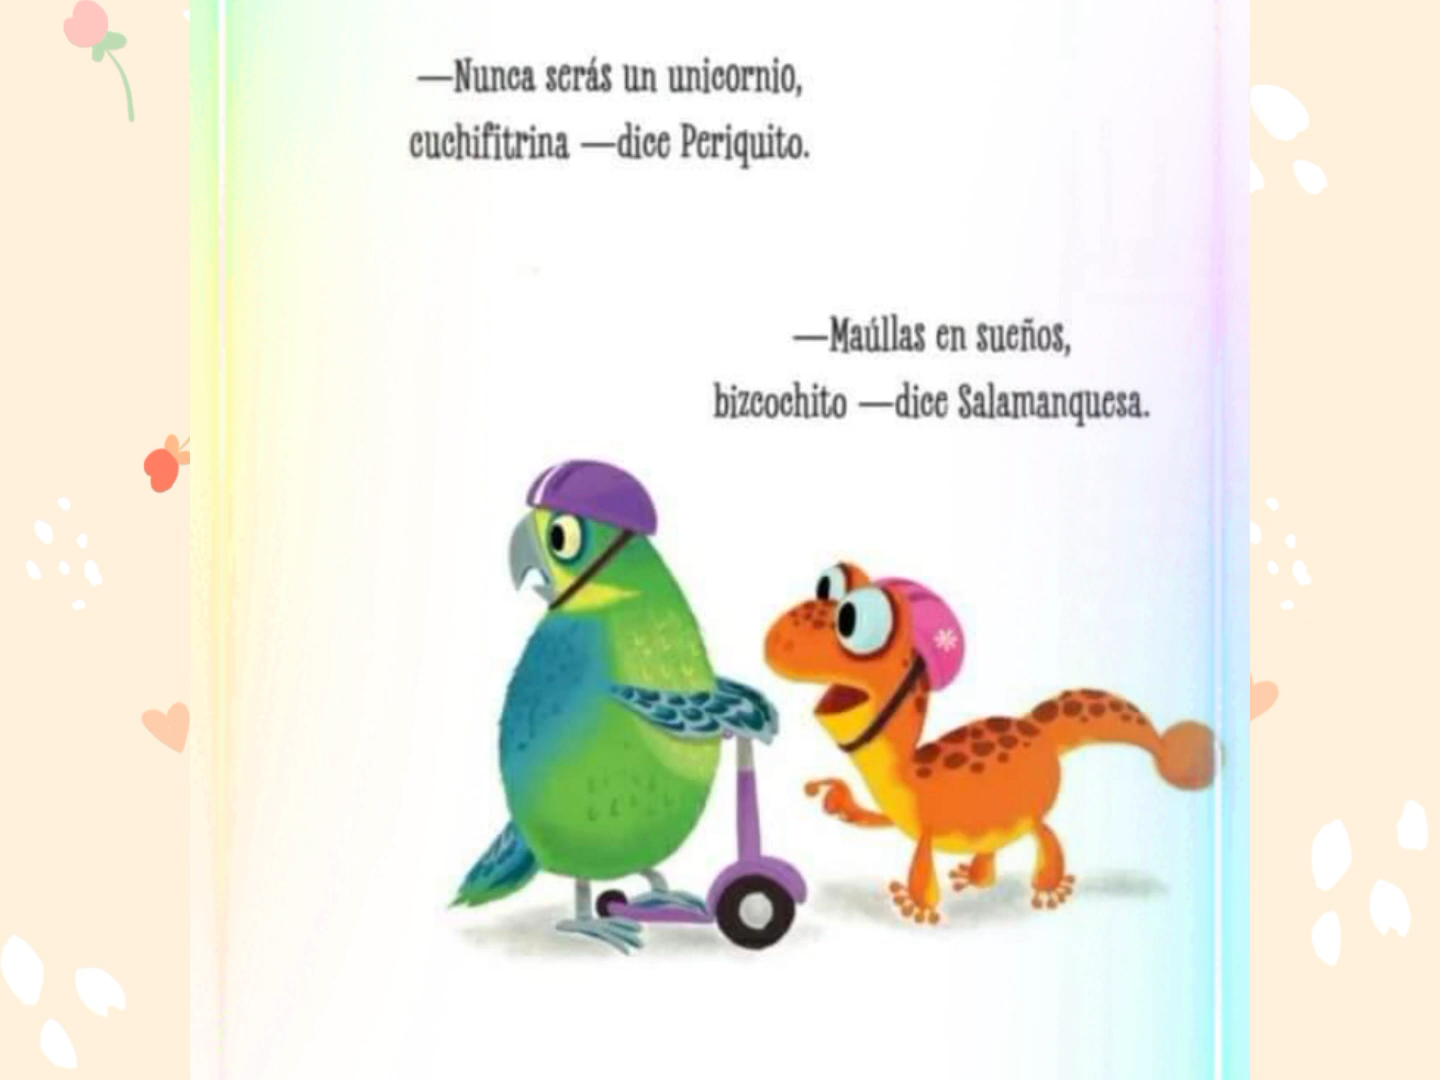 —Nunca serás un unicornio,
cuchifitrina —dice Periquito.
—Maúllas en sueños,
bizcochito —dice Salamanquesa.